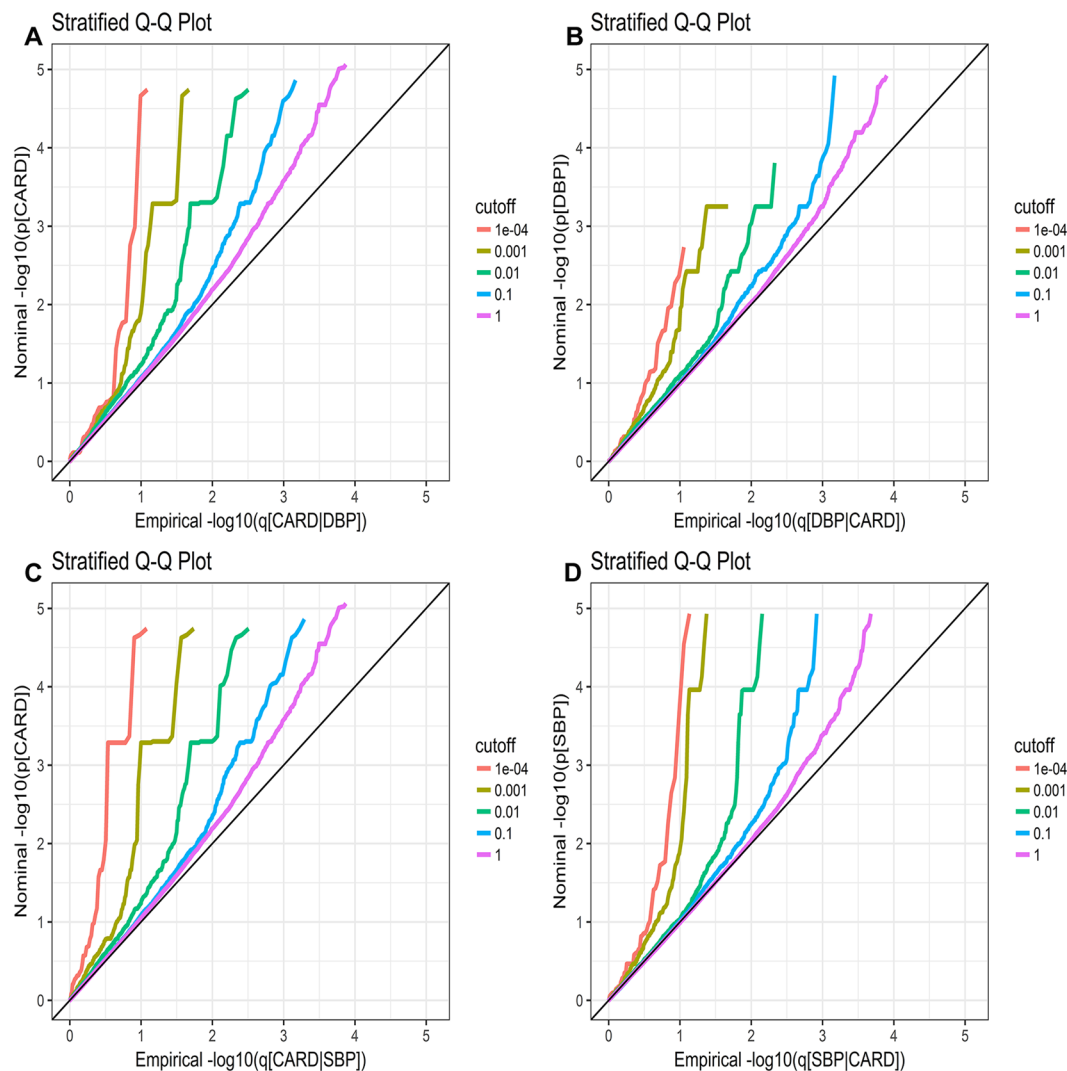 A
Stratified Q-Q Plot
Nominal -log10(p[CARD])
5
4
3
2
1
0
0 1 2 3 4 5
Empirical -log10(q[CARD|DBP])
cutoff
1e-04
0.001
0.01
0.1
1
B
Stratified Q-Q Plot
Nominal -log10(p[DBP])
5
4
3
2
1
0
0 1 2 3 4 5
Empirical -log10(q[DBP|CARD])
cutoff
1e-04
0.001
0.01
0.1
1
C
Stratified Q-Q Plot
Nominal -log10(p[CARD])
5
4
3
2
1
0
0 1 2 3 4 5
Empirical -log10(q[CARD|SBP])
cutoff
1e-04
0.001
0.01
0.1
1
D
Stratified Q-Q Plot
Nominal -log10(p[SBP])
5
4
3
2
1
0
0 1 2 3 4 5
Empirical -log10(q[SBP|CARD])
cutoff
1e-04
0.001
0.01
0.1
1